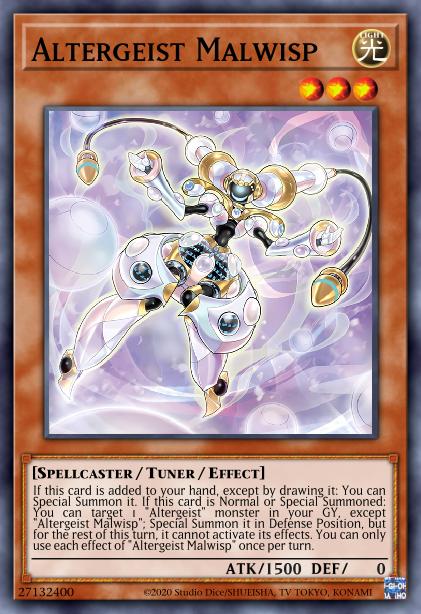 ALTERGEIST MALWISP
LIGHT
光
[SPELLCASTER / TUNER / EFFECT]
If this card is added to your hand, except by drawing it: You can
Special Summon it. If this card is Normal or Special Summoned:
You can target 1 "Altergeist" monster in your GY, except
"Altergeist Malwisp"; Special Summon it in Defense Position, but
for the rest of this turn, it cannot activate its effects. You can only
use each effect of "Altergeist Malwisp" once per turn.
ATK/1500 DEF/ 0
27132400 ©2020 Studio Dice/SHUEISHA, TV TOKYO, KONAMI